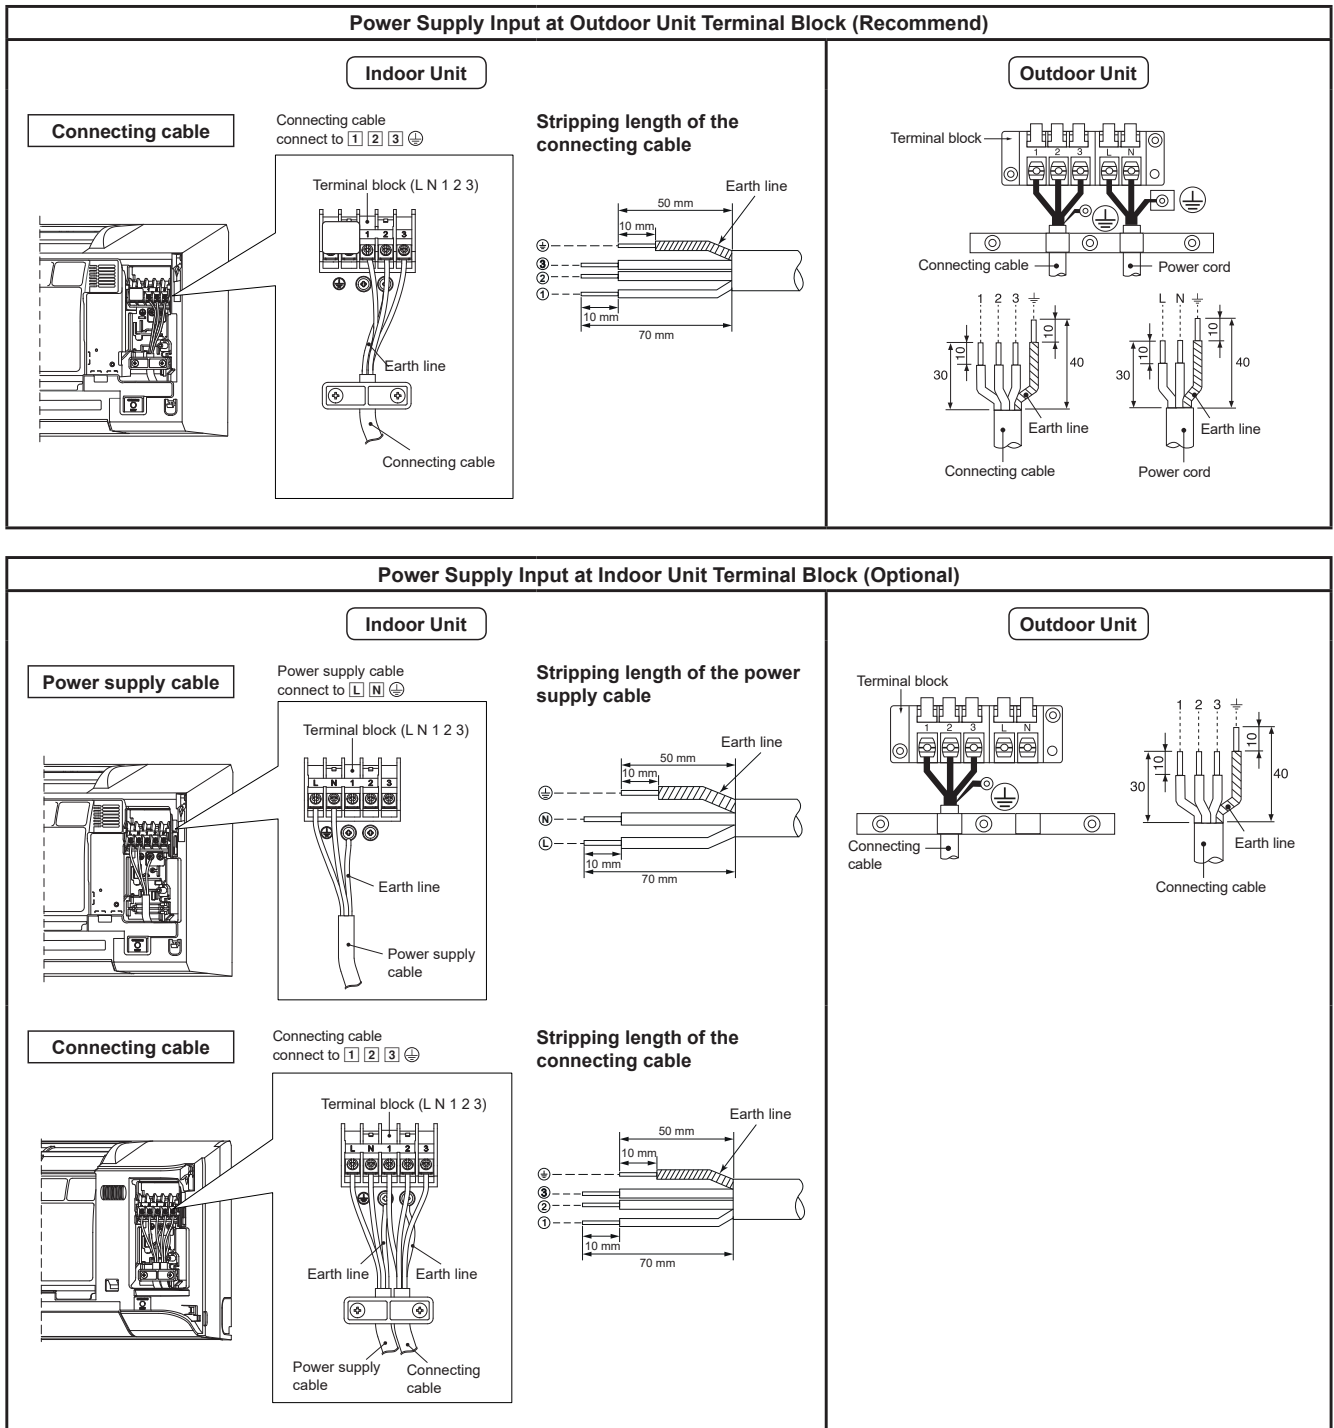 Power Supply Input at Outdoor Unit Terminal Block (Recommend)
Indoor Unit
Connecting cable
Connecting cable
connect to 1 2 3 ⏚
Terminal block (L N 1 2 3)
1 2 3
Earth line
Connecting cable
Stripping length of the
connecting cable
Earth line
50 mm
10 mm
⏚
③
②
①
10 mm
70 mm
Outdoor Unit
Terminal block
1 2 3 L N
Connecting cable
Power cord
1 2 3 ⏚
10
10
30
40
Earth line
Connecting cable
L N ⏚
10
10
30
40
Earth line
Power cord
Power Supply Input at Indoor Unit Terminal Block (Optional)
Indoor Unit
Power supply cable
Power supply cable
connect to L N ⏚
Terminal block (L N 1 2 3)
L N 1 2 3
Earth line
Power supply
cable
Stripping length of the power
supply cable
Earth line
50 mm
10 mm
⏚
Ⓝ
Ⓛ
10 mm
70 mm
Connecting cable
Connecting cable
connect to 1 2 3 ⏚
Terminal block (L N 1 2 3)
L N 1 2 3
Earth line
Earth line
Power supply
cable
Connecting
cable
Stripping length of the
connecting cable
Earth line
50 mm
10 mm
⏚
③
②
①
10 mm
70 mm
Outdoor Unit
Terminal block
1 2 3 L N
Connecting
cable
1 2 3 ⏚
10
10
30
40
Earth line
Connecting cable